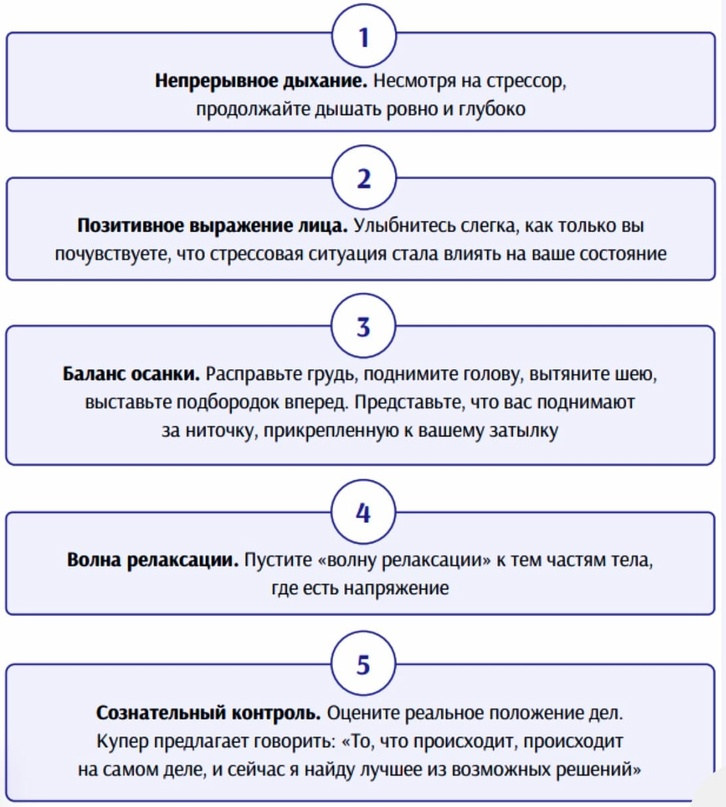 1
Непрерывное дыхание. Несмотря на стрессор,
продолжайте дышать ровно и глубоко
2
Позитивное выражение лица. Улыбнитесь слегка, как только вы
почувствуете, что стрессовая ситуация стала влиять на ваше состояние
3
Баланс осанки. Расправьте грудь, поднимите голову, вытяните шею,
выставьте подбородок вперед. Представьте, что вас поднимают
за ниточку, прикрепленную к вашему затылку
4
Волна релаксации. Пустите «волну релаксации» к тем частям тела,
где есть напряжение
5
Сознательный контроль. Оцените реальное положение дел.
Купер предлагает говорить: «То, что происходит, происходит
на самом деле, и сейчас я найду лучшее из возможных решений»